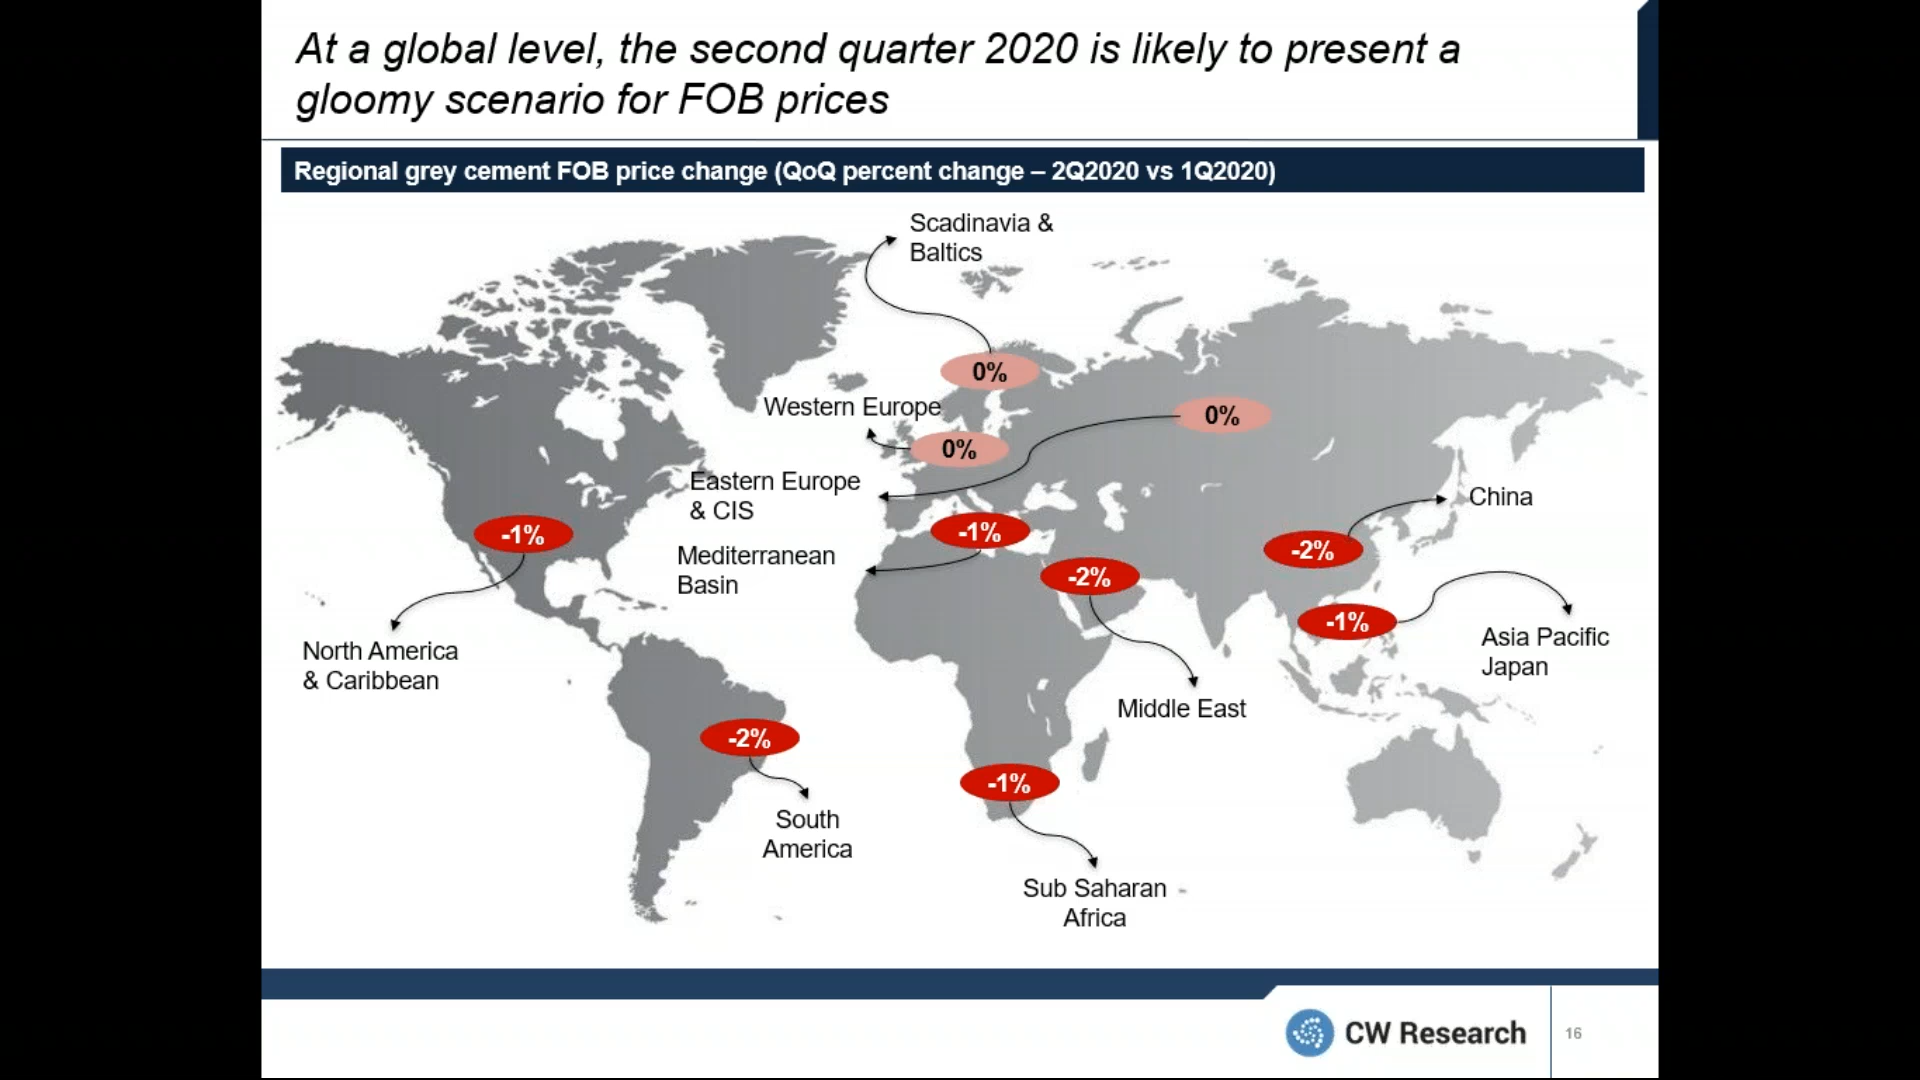 At a global level, the second quarter 2020 is likely to present a
gloomy scenario for FOB prices
Regional grey cement FOB price change (QoQ percent change – 2Q2020 vs 1Q2020)
Scadinavia &
Baltics
0%
Western Europe
0%
0%
Eastern Europe
& CIS
China
-1%
-1%
-2%
Mediterranean
Basin
-2%
-1%
North America
& Caribbean
Asia Pacific
Japan
Middle East
-2%
-1%
South
America
Sub Saharan
Africa
CW Research
16